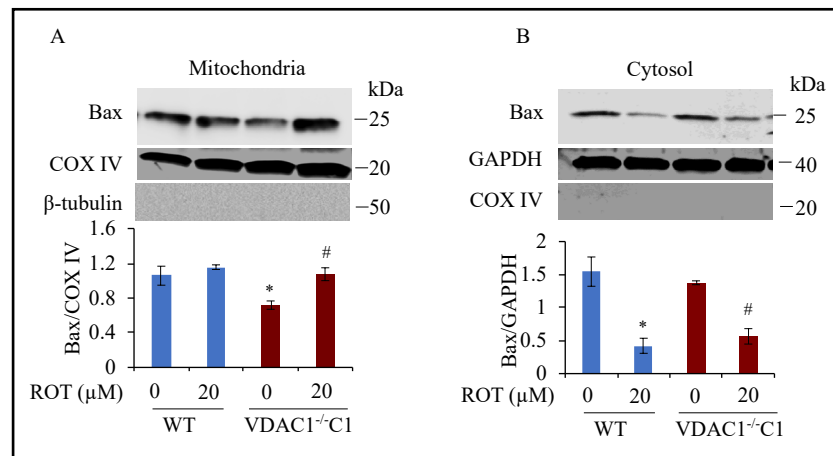 A
Mitochondria
kDa
Bax
25
COX IV
20
β-tubulin
50
Bax/COX IV
1.6
1.2
0.8
0.4
0
*
#
ROT (µM)
0 20 0 20
WT VDAC1-/-C1
B
Cytosol
kDa
Bax
25
GAPDH
40
COX IV
20
Bax/GAPDH
2
1.5
1
0.5
0
*
#
ROT (µM)
0 20 0 20
WT VDAC1-/-C1